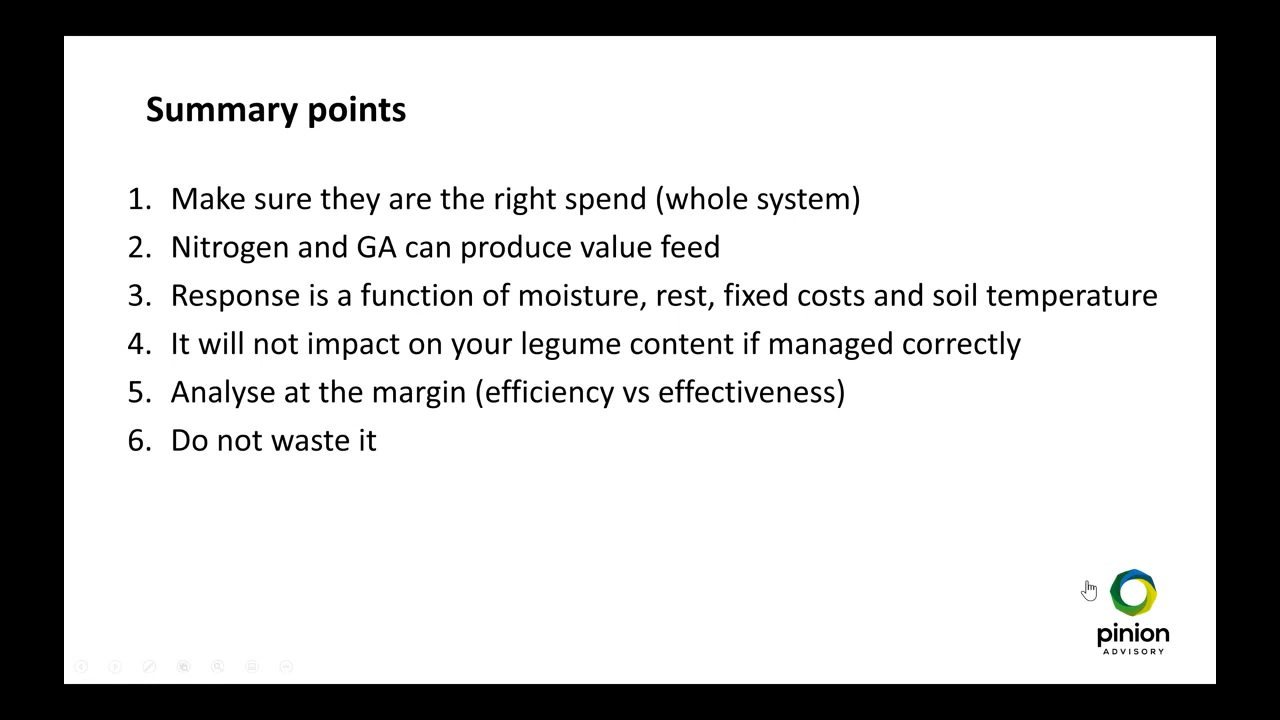 Summary points
1. Make sure they are the right spend (whole system)
2. Nitrogen and GA can produce value feed
3. Response is a function of moisture, rest, fixed costs and soil temperature
4. It will not impact on your legume content if managed correctly
5. Analyse at the margin (efficiency vs effectiveness)
6. Do not waste it
pinion
ADVISORY